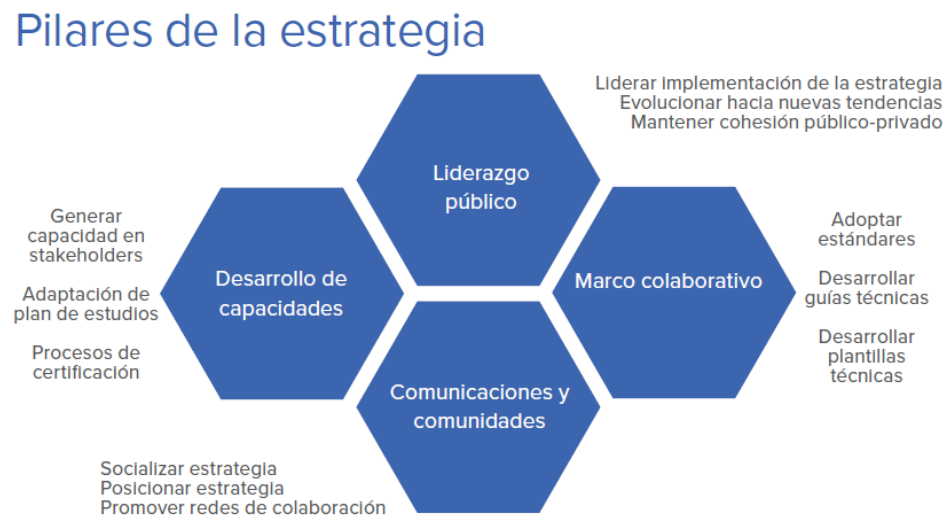 Pilares de la estrategia
Liderar implementación de la estrategia
Evolucionar hacia nuevas tendencias
Mantener cohesión público-privado
Liderazgo
público
Generar
capacidad en
stakeholders
Adaptación de
plan de estudios
Procesos de
certificación
Desarrollo de
capacidades
Marco colaborativo
Adoptar
estándares
Desarrollar
guías técnicas
Desarrollar
plantillas
técnicas
Comunicaciones y
comunidades
Socializar estrategia
Posicionar estrategia
Promover redes de colaboración